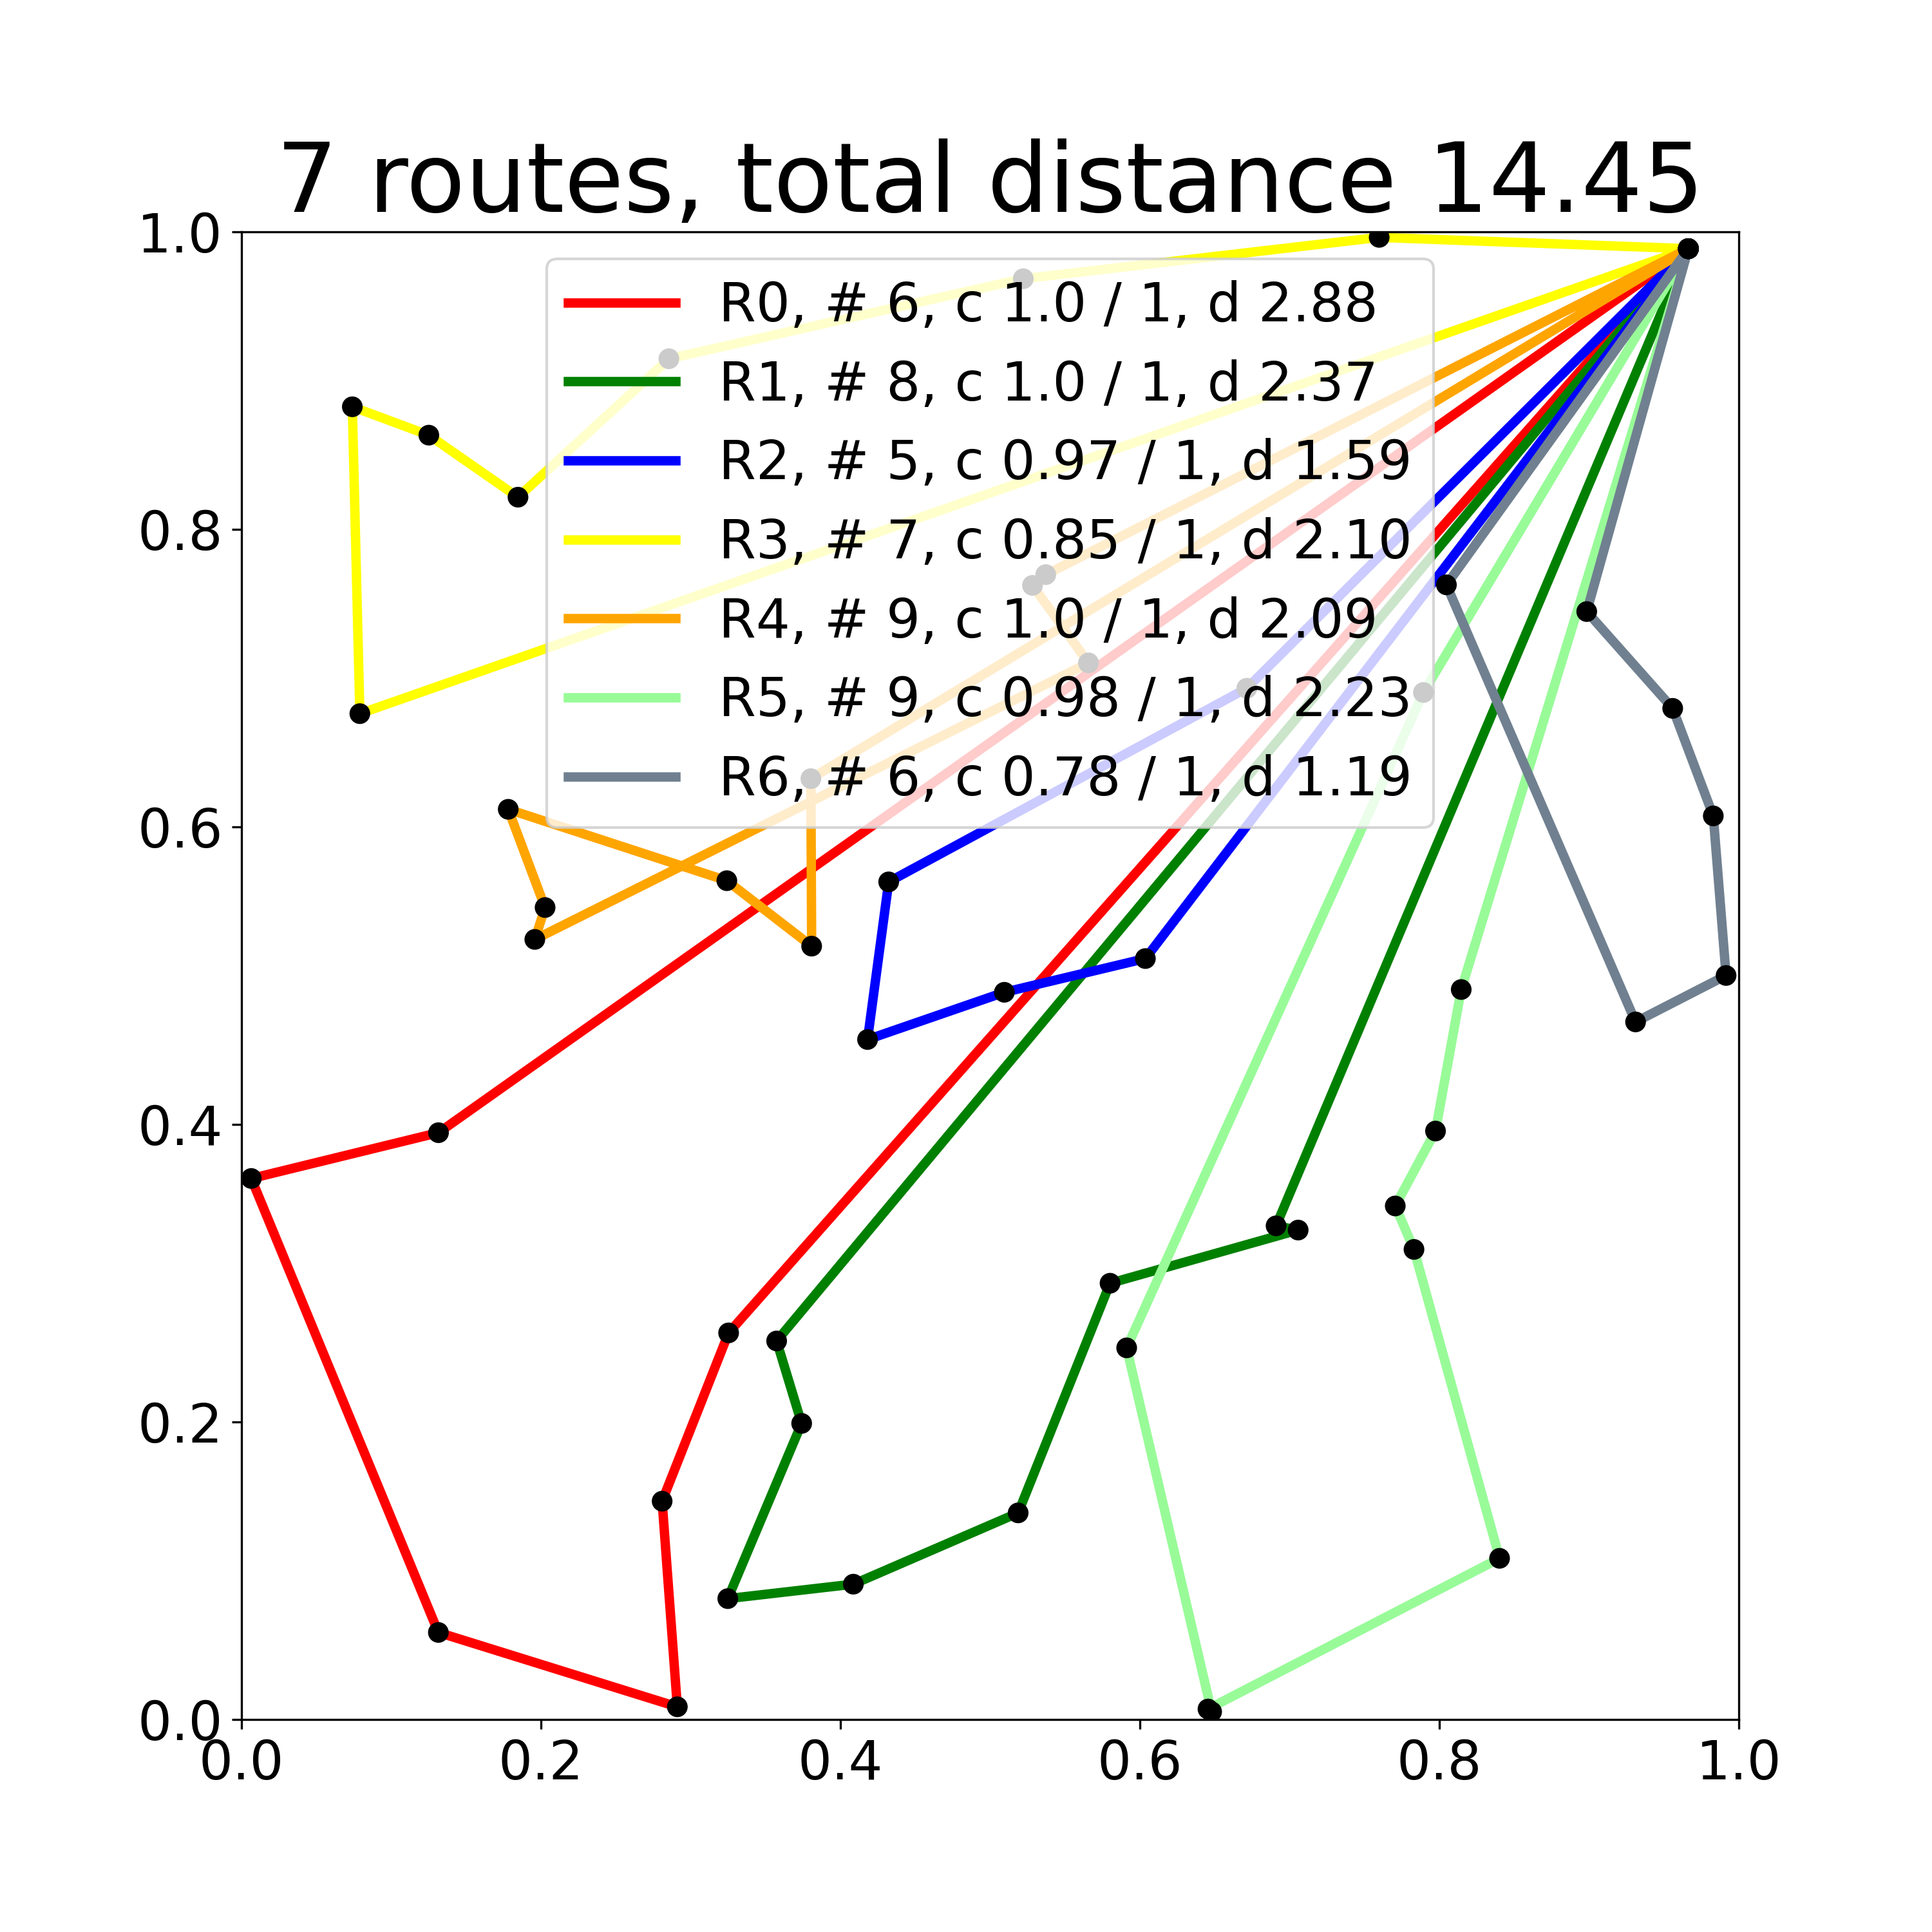 7 routes, total distance 14.45
1.0
0.8
0.6
0.4
0.2
0.0
R0, # 6, c 1.0 / 1, d 2.88
R1, # 8, c 1.0 / 1, d 2.37
R2, # 5, c 0.97 / 1, d 1.59
R3, # 7, c 0.85 / 1, d 2.10
R4, # 9, c 1.0 / 1, d 2.09
R5, # 9, c 0.98 / 1, d 2.23
R6, # 6, c 0.78 / 1, d 1.19
0.0 0.2 0.4 0.6 0.8 1.0